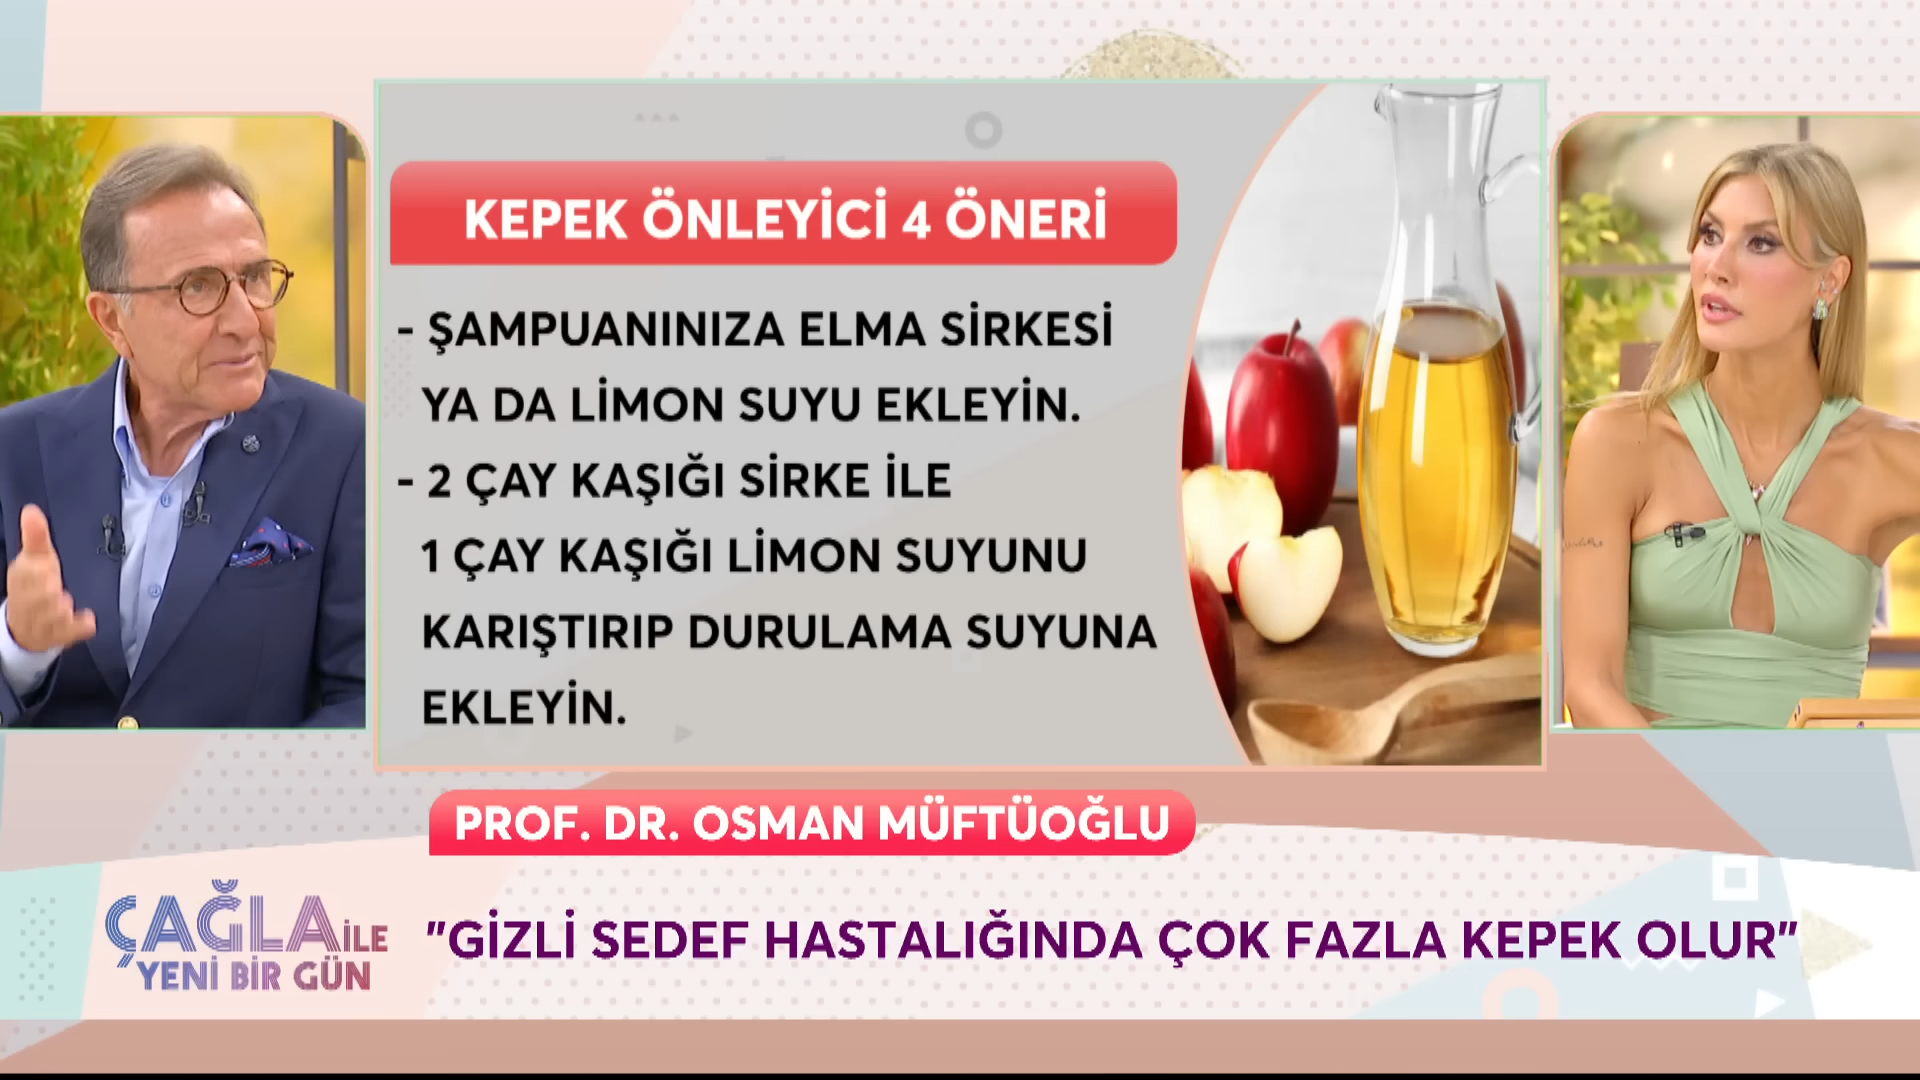 KEPEK ÖNLEYİCİ 4 ÖNERİ
- ŞAMPUANINIZA ELMA SİRKESİ
YA DA LİMON SUYU EKLEYİN.
- 2 ÇAY KAŞIĞI SİRKE İLE
1 ÇAY KAŞIĞI LİMON SUYUNU
KARIŞTIRIP DURULAMA SUYUNA
EKLEYİN.
PROF. DR. OSMAN MÜFTÜOĞLU
ÇAĞLA İLE
YENİ BİR GÜN
"GİZLİ SEDEF HASTALIĞINDA ÇOK FAZLA KEPEK OLUR"